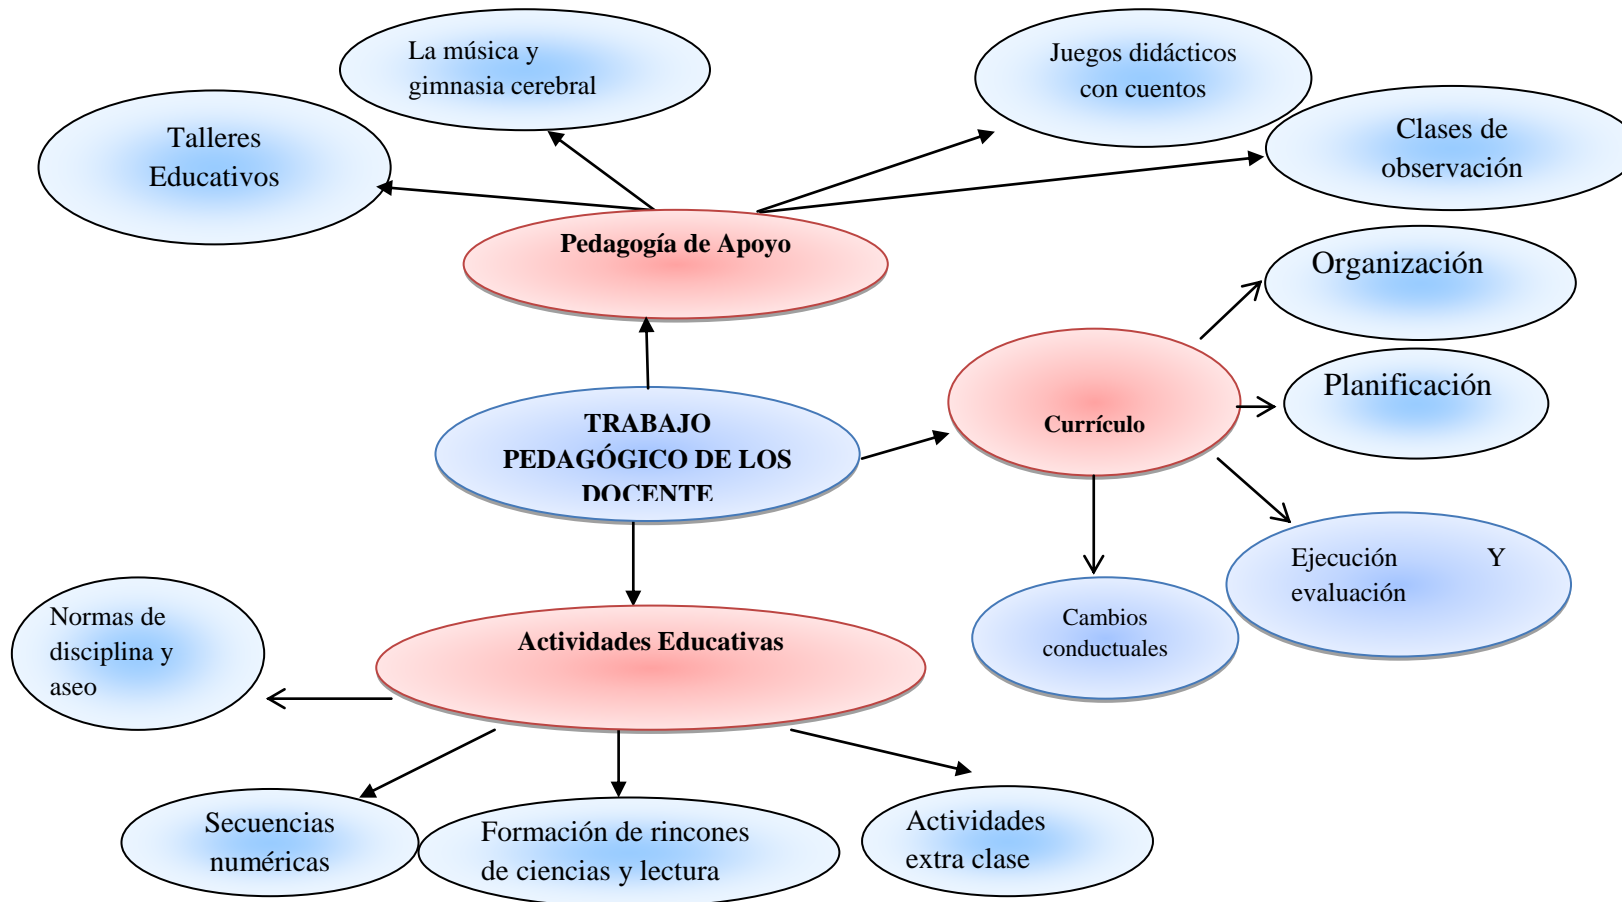 La música y
gimnasia cerebral
Juegos didácticos
con cuentos
Talleres
Educativos
Clases de
observación
Pedagogía de Apoyo
Organización
Planificación
Currículo
TRABAJO
PEDAGÓGICO DE LOS
DOCENTE
Ejecución Y
evaluación
Cambios
conductuales
Normas de
disciplina y
aseo
Actividades Educativas
Secuencias
numéricas
Formación de rincones
de ciencias y lectura
Actividades
extra clase